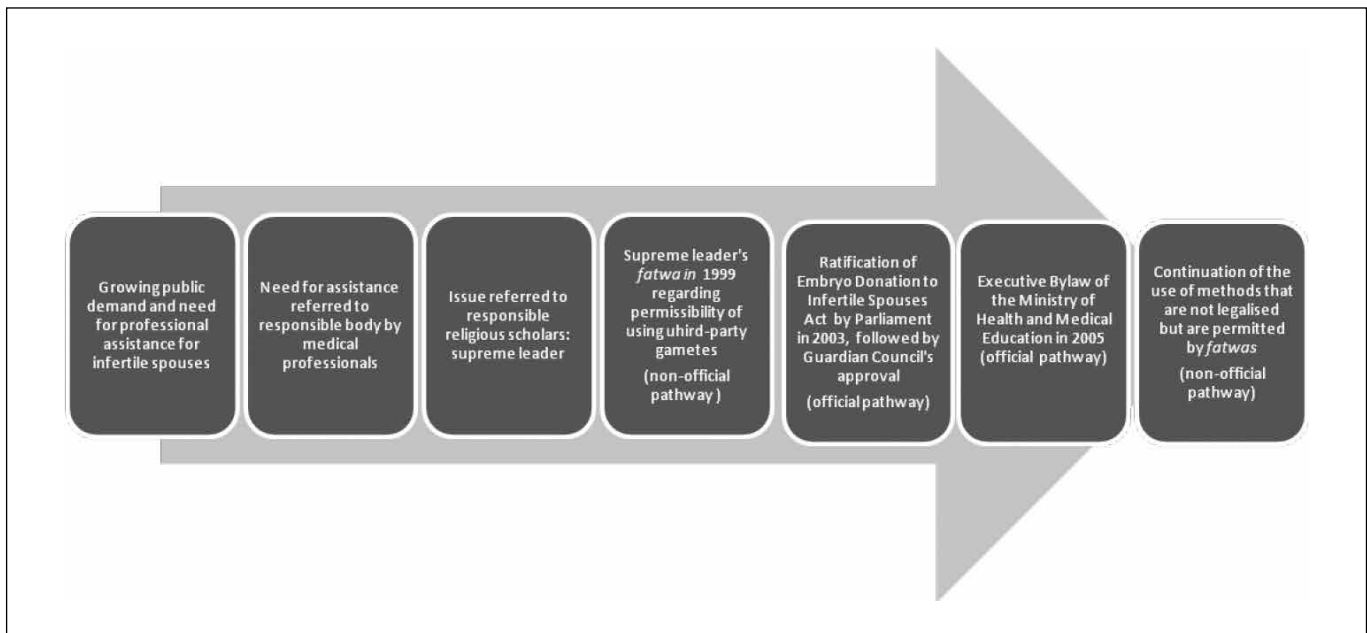 Growing public
demand and need
for professional
assistance for
infertile spouses
Need for assistance
referred to
responsible body by
medical
professionals
Issue referred to
responsible
religious scholars:
supreme leader
Supreme leader's
fatwa in 1999
regarding
permissibility of
using uhird-party
gametes
(non-official
pathway )
Ratification of
Embryo Donation to
Infertile Spouses
Act by Parliament
in 2003, followed by
Guardian Council's
approval
(official pathway)
Executive Bylaw of
the Ministry of
Health and Medical
Education in 2005
(official pathway)
Continuation of the
use of methods that
are not legalised
but are permitted
by fatwas
(non-official
pathway)